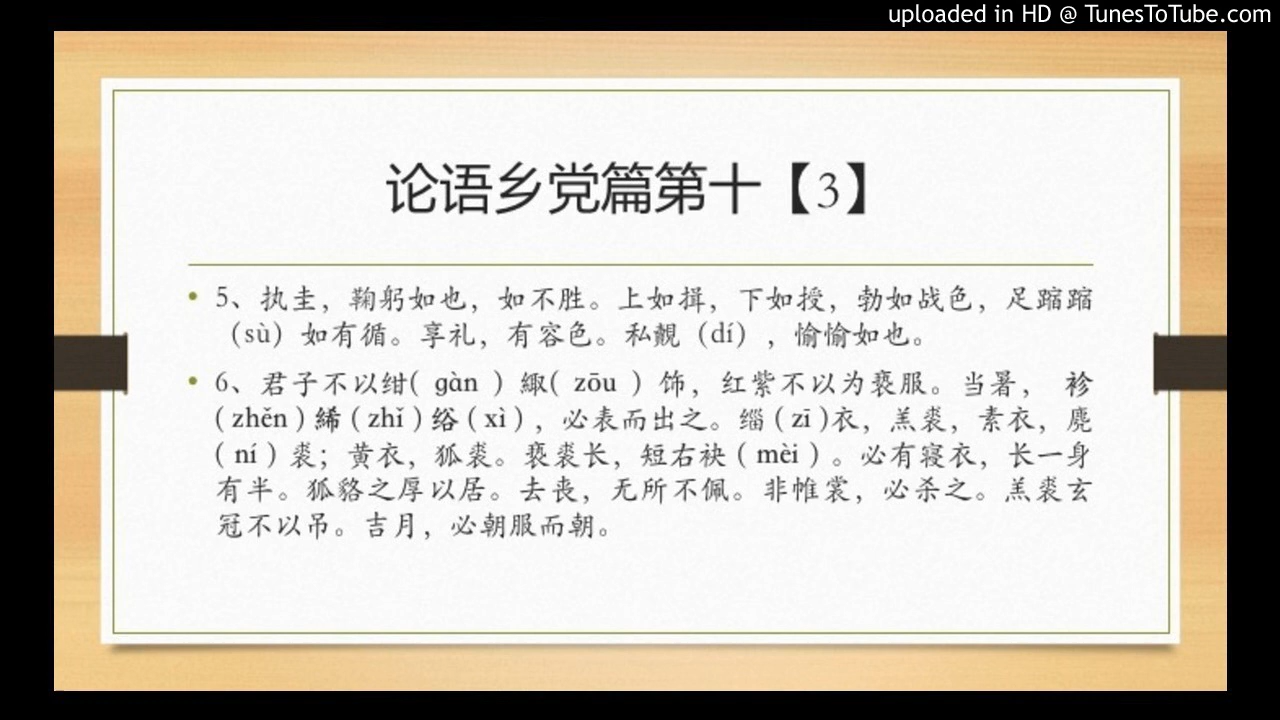 uploaded in HD @ TunesToTube.com
论语乡党篇第十【3】
• 5、执圭，鞠躬如也，如不胜。上如揖，下如授，勃如战色，足蹜蹜
（sù）如有循。享礼，有容色。私觌（dí），愉愉如也。
• 6、君子不以绀( gàn ) 緅( zōu ) 饰，红紫不以为亵服。当暑， 袗
( zhěn ) 絺 ( zhǐ ) 绤 ( xì ) ，必表而出之。缁 ( zī )衣，羔裘，素衣，麑
( ní ) 裘；黄衣，狐裘。亵裘长，短右袂 ( mèi ) 。必有寝衣，长一身
有半。狐貉之厚以居。去丧，无所不佩。非帷裳，必杀之。羔裘玄
冠不以吊。吉月，必朝服而朝。